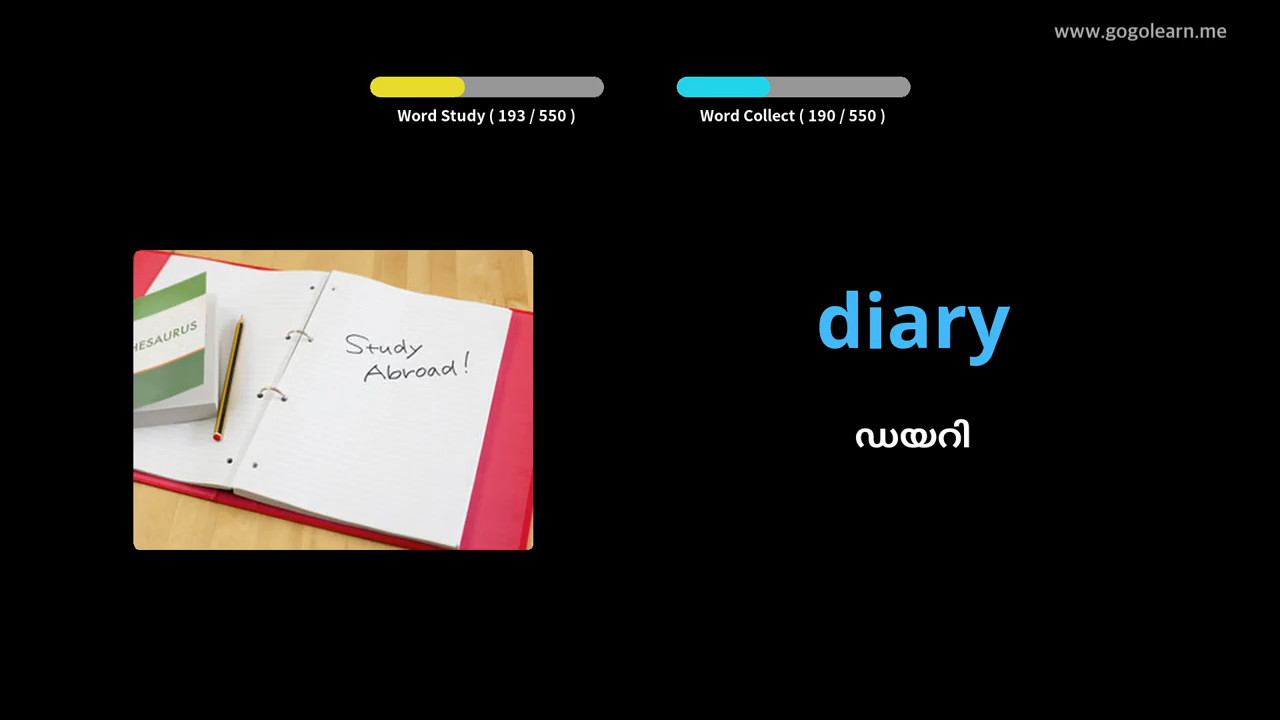 www.gogolearn.me
Word Study ( 193 / 550 )
Word Collect ( 190 / 550 )
HESAURUS
Study
Abroad!
diary
ഡയറി